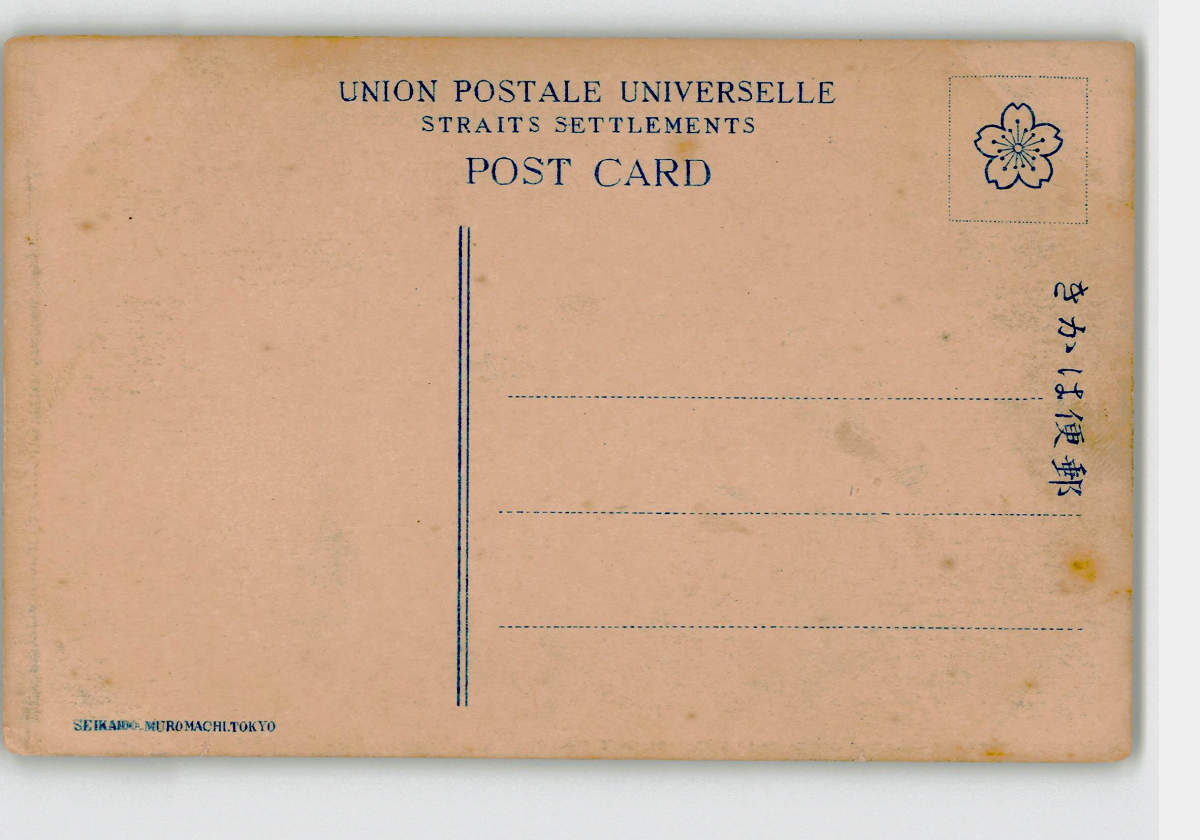 UNION POSTALE UNIVERSELLE
STRAITS SETTLEMENTS
POST CARD
きかは便郵
SEIKAIDO. MUROMACHI.TOKYO